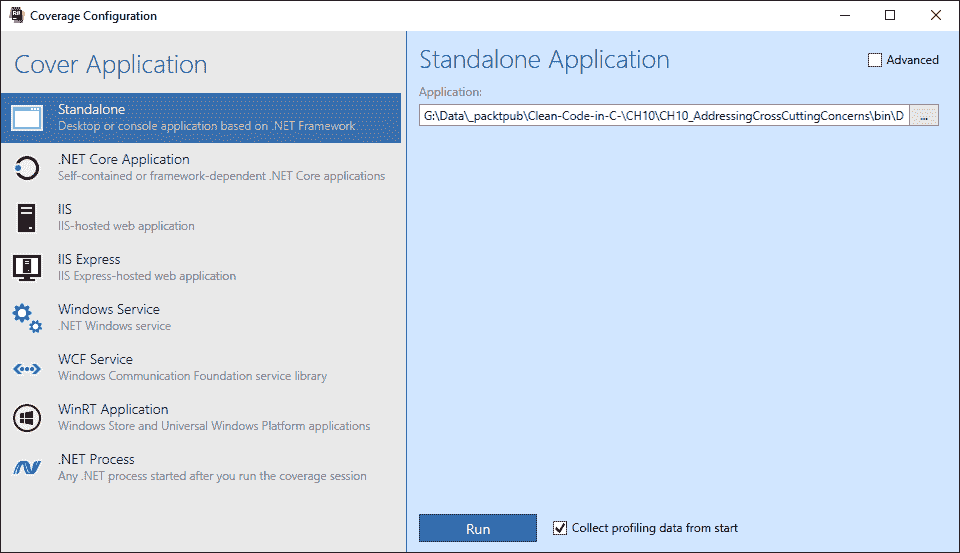 Coverage Configuration
Cover Application
Standalone
Desktop or console application based on .NET Framework
.NET Core Application
Self-contained or framework-dependent .NET Core applications
IIS
IIS-hosted web application
IIS Express
IIS Express-hosted web application
Windows Service
.NET Windows service
WCF Service
Windows Communication Foundation service library
WinRT Application
Windows Store and Universal Windows Platform applications
.NET Process
Any .NET process started after you run the coverage session
Standalone Application
Advanced
Application:
G:\Data\_packtpub\Clean-Code-in-C-\CH10\CH10_AddressingCrossCuttingConcerns\bin\D
...
Run
Collect profiling data from start